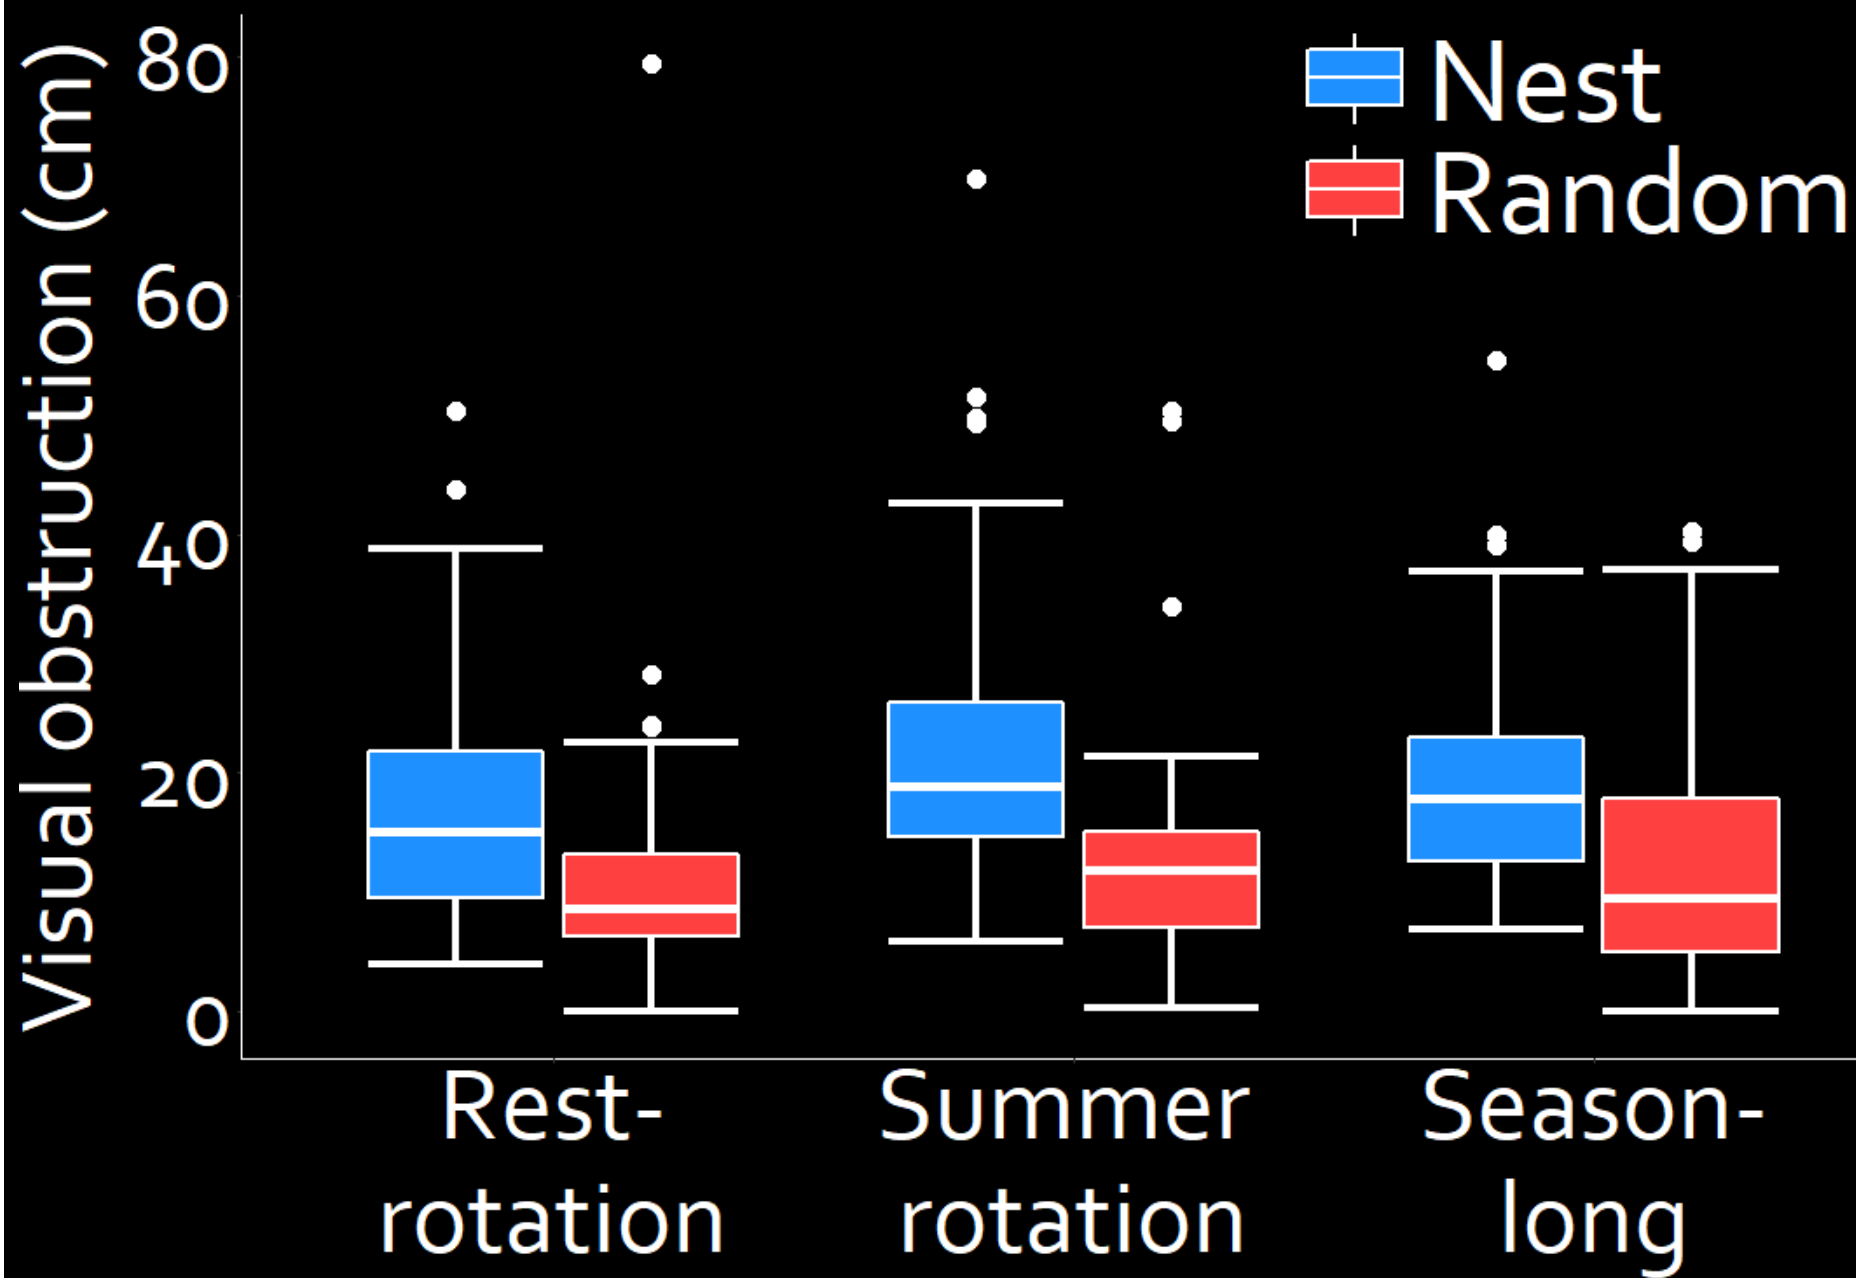 Visual obstruction (cm)
80
60
40
20
0
Nest
Random
Rest-
rotation
Summer
rotation
Season-
long